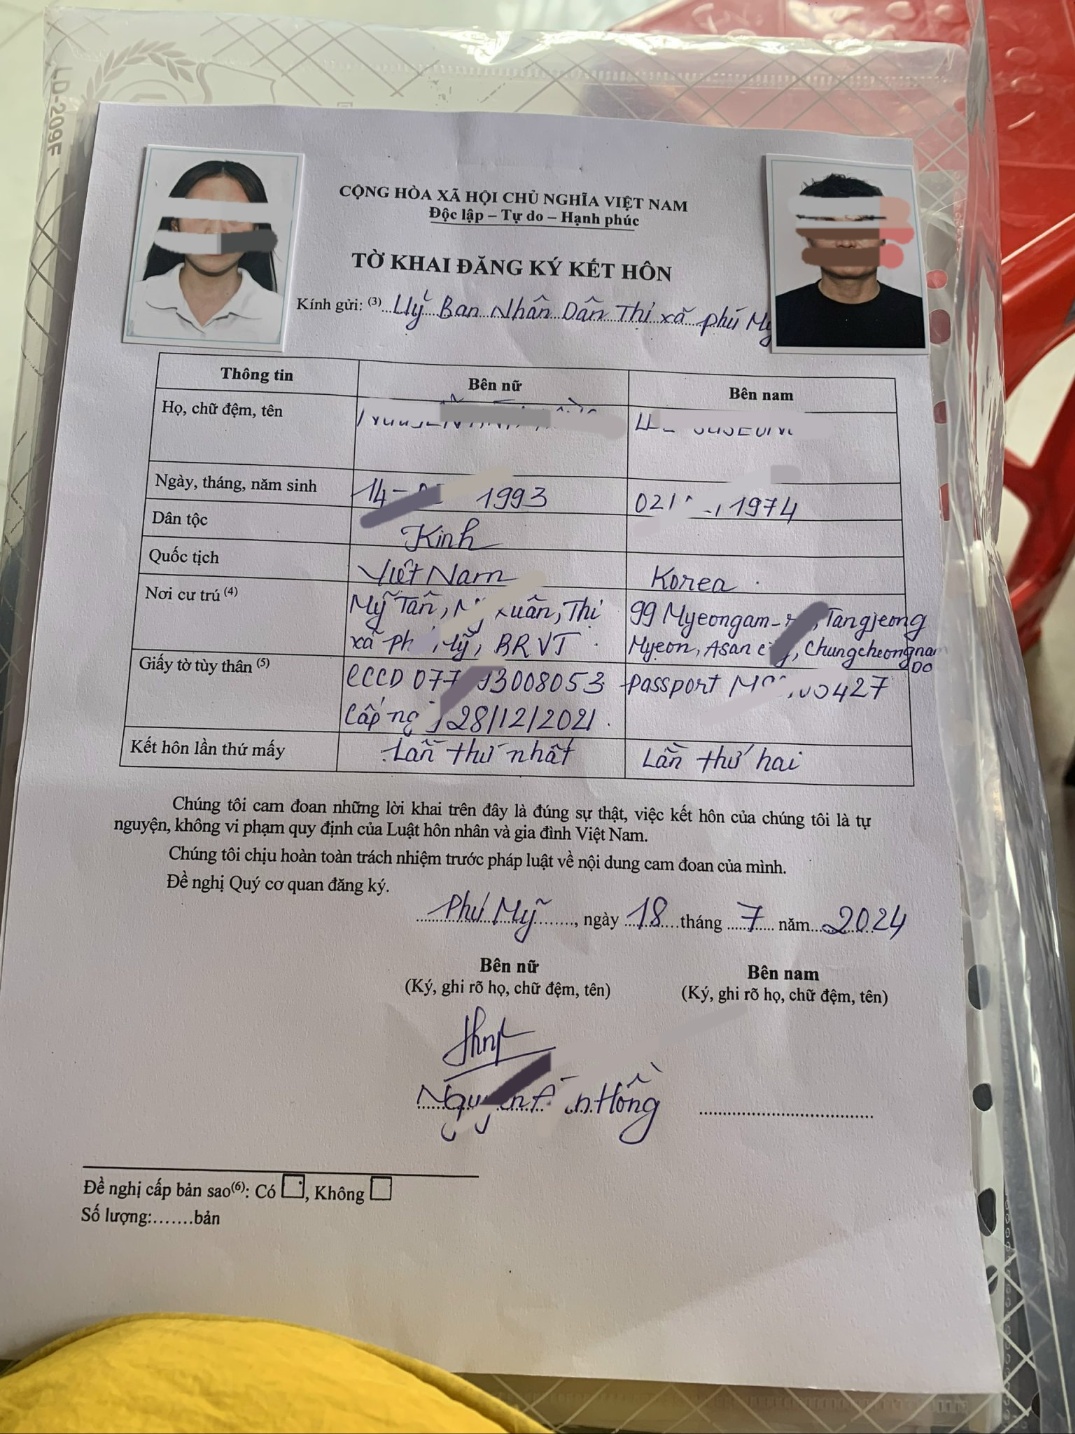 LD-209F
CỘNG HÒA XÃ HỘI CHỦ NGHĨA VIỆT NAM
Độc lập – Tự do – Hạnh phúc
TỜ KHAI ĐĂNG KÝ KẾT HÔN
Kính gửi: (3)...Uỷ Ban Nhân Dân Thị xã phú Mỹ
Thông tin Bên nữ Bên nam
Họ, chữ đệm, tên
Ngày, tháng, năm sinh 14- 1993 02/ 1974
Dân tộc Kinh
Quốc tịch Việt Nam Korea
Nơi cư trú (4) Mỹ Tân, Xuân, Thị 99 Myeongam- Tangjeong
xã Mỹ, BRVT Myeon, Asan Chungcheongnam
DO
Giấy tờ tùy thân (5) CCCD 077 3008053 passport 427
Cấp 28/12/2021.
Kết hôn lần thứ mấy Lần thứ nhất Lần thứ hai
Chúng tôi cam đoan những lời khai trên đây là đúng sự thật, việc kết hôn của chúng tôi là tự
nguyện, không vi phạm quy định của Luật hôn nhân và gia đình Việt Nam.
Chúng tôi chịu hoàn toàn trách nhiệm trước pháp luật về nội dung cam đoan của mình.
Đề nghị Quý cơ quan đăng ký.
Phú Mỹ, ngày 18 tháng 7 năm 2024
Bên nữ Bên nam
(Ký, ghi rõ họ, chữ đệm, tên) (Ký, ghi rõ họ, chữ đệm, tên)
Hồng
Đề nghị cấp bản sao(6): Có , Không
Số lượng:.......bản